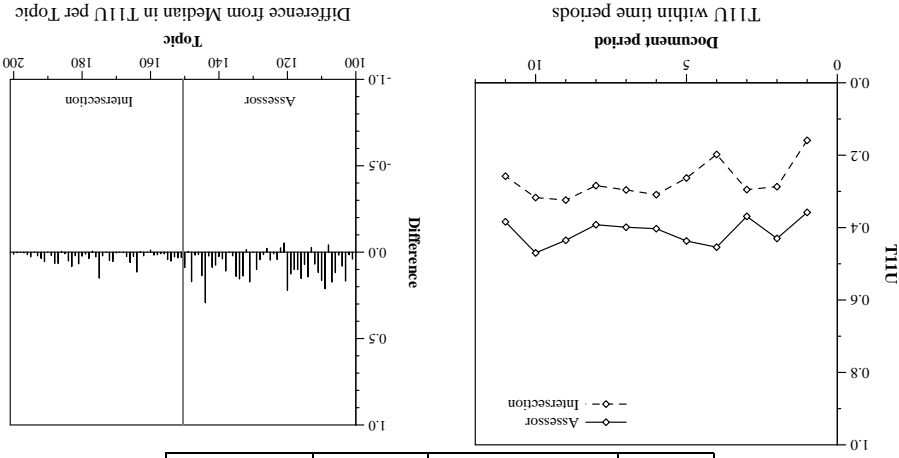 1.0
Assessor
Intersection
0.8
0.6
T11U
0.4
0.2
0.0
0 5 10
Document period
T11U within time periods
1.0
0.5
Difference
0.0
-0.5
Assessor Intersection
-1.0
100 120 140 160 180 200
Topic
Difference from Median in T11U per Topic